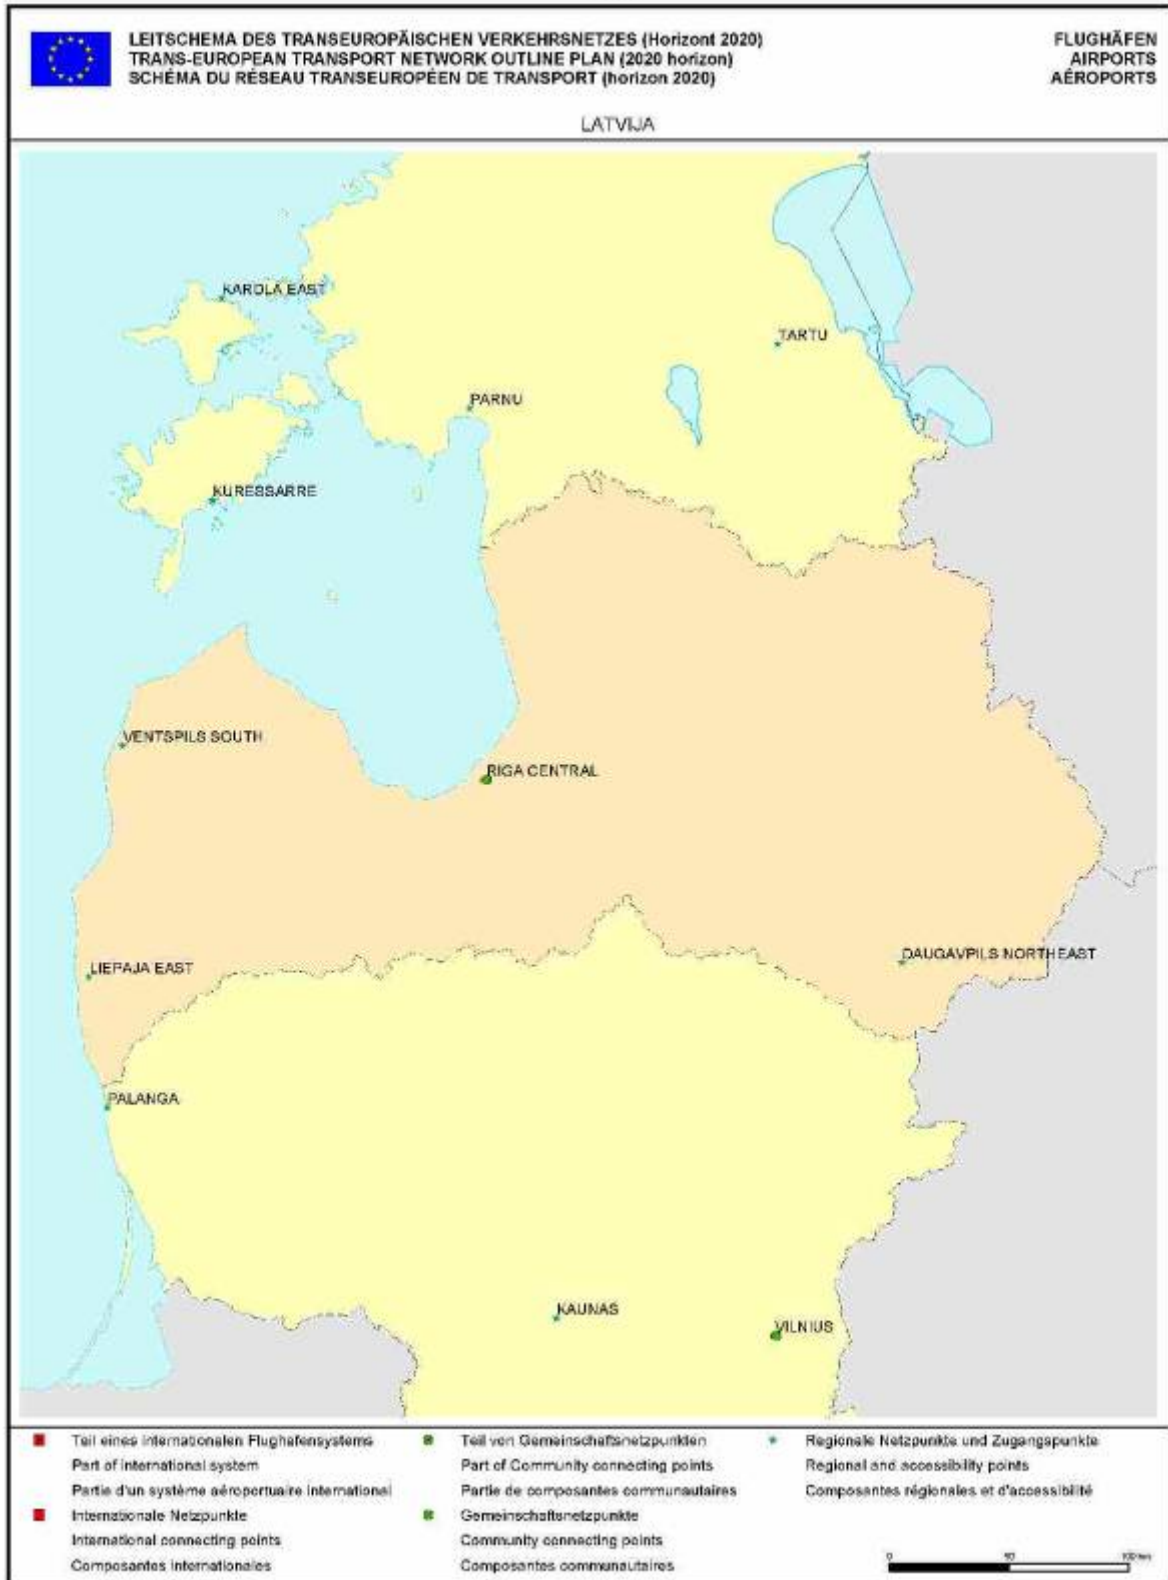 LEITSCHEMA DES TRANSEUROPÄISCHEN VERKEHRSNETZES (Horizont 2020)
TRANS-EUROPEAN TRANSPORT NETWORK OUTLINE PLAN (2020 horizon)
SCHÉMA DU RÉSEAU TRANSEUROPÉEN DE TRANSPORT (horizon 2020)
FLUGHÄFEN
AIRPORTS
AÉROPORTS
LATVIJA
KARDLA EAST
TARTU
PARNU
KURESSARRE
VENTSPILS SOUTH
RIGA CENTRAL
LIEPAJA EAST
DAUGAVPILS NORTHEAST
PALANGA
KAUNAS
VILNIUS
Teil eines internationalen Flughafensystems
Part of international system
Partie d'un système aéroportuaire international
Internationale Netzpunkte
International connecting points
Composantes internationales
Teil von Gemeinschaftsnetzpunkten
Part of Community connecting points
Partie de composantes communautaires
Gemeinschaftsnetzpunkte
Community connecting points
Composantes communautaires
Regionale Netzpunkte und Zugangspunkte
Regional and accessibility points
Composantes régionales et d'accessibilité
0 50 100 km